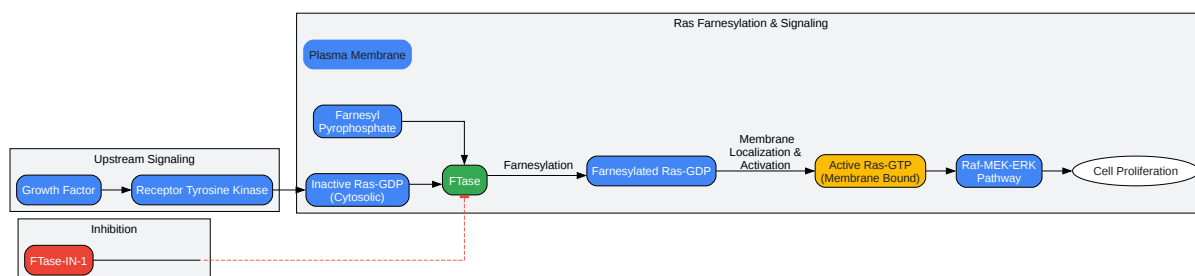 Ras Farnesylation & Signaling
Plasma Membrane
Farnesyl
Pyrophosphate
Membrane
Localization &
Activation
Upstream Signaling
Farnesylation
Growth Factor
Receptor Tyrosine Kinase
Inactive Ras-GDP
(Cytosolic)
FTase
Farnesylated Ras-GDP
Active Ras-GTP
(Membrane Bound)
Raf-MEK-ERK
Pathway
Cell Proliferation
Inhibition
FTase-IN-1